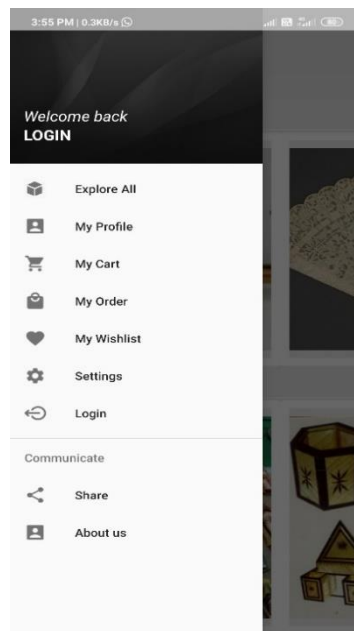 3:55 PM | 0.3KB/s
Welcome back
LOGIN
Explore All
My Profile
My Cart
My Order
My Wishlist
Settings
Login
Communicate
Share
About us